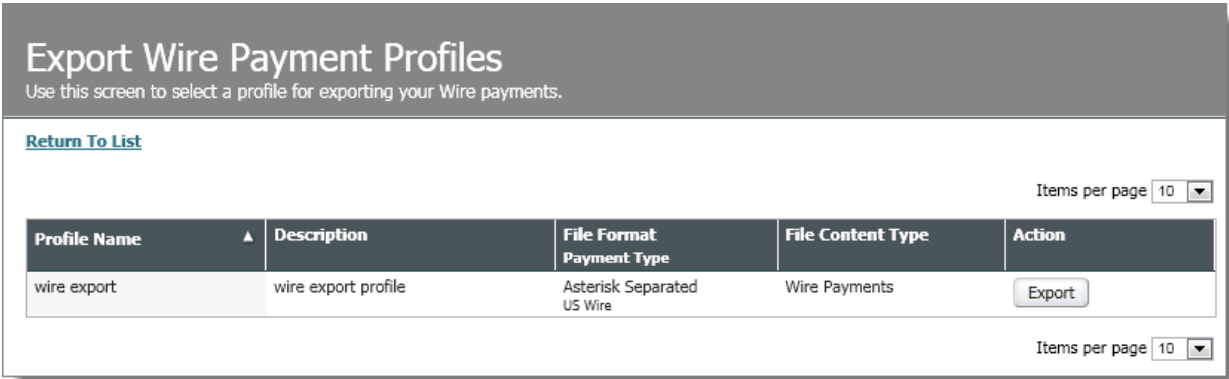 Export Wire Payment Profiles
Use this screen to select a profile for exporting your Wire payments.
Return To List
Items per page 10
Profile Name ▲ Description File Format File Content Type Action
Payment Type
wire export wire export profile Asterisk Separated Wire Payments Export
US Wire
Items per page 10